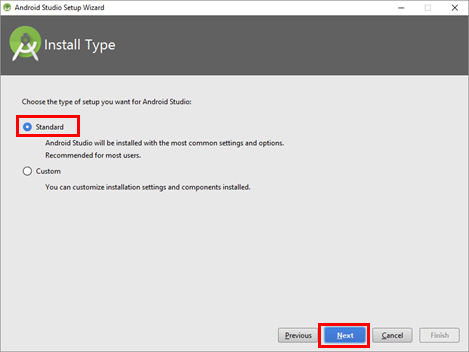 Android Studio Setup Wizard
Install Type
Choose the type of setup you want for Android Studio:
Standard
Android Studio will be installed with the most common settings and options.
Recommended for most users.
Custom
You can customize installation settings and components installed.
Previous Next Cancel Finish